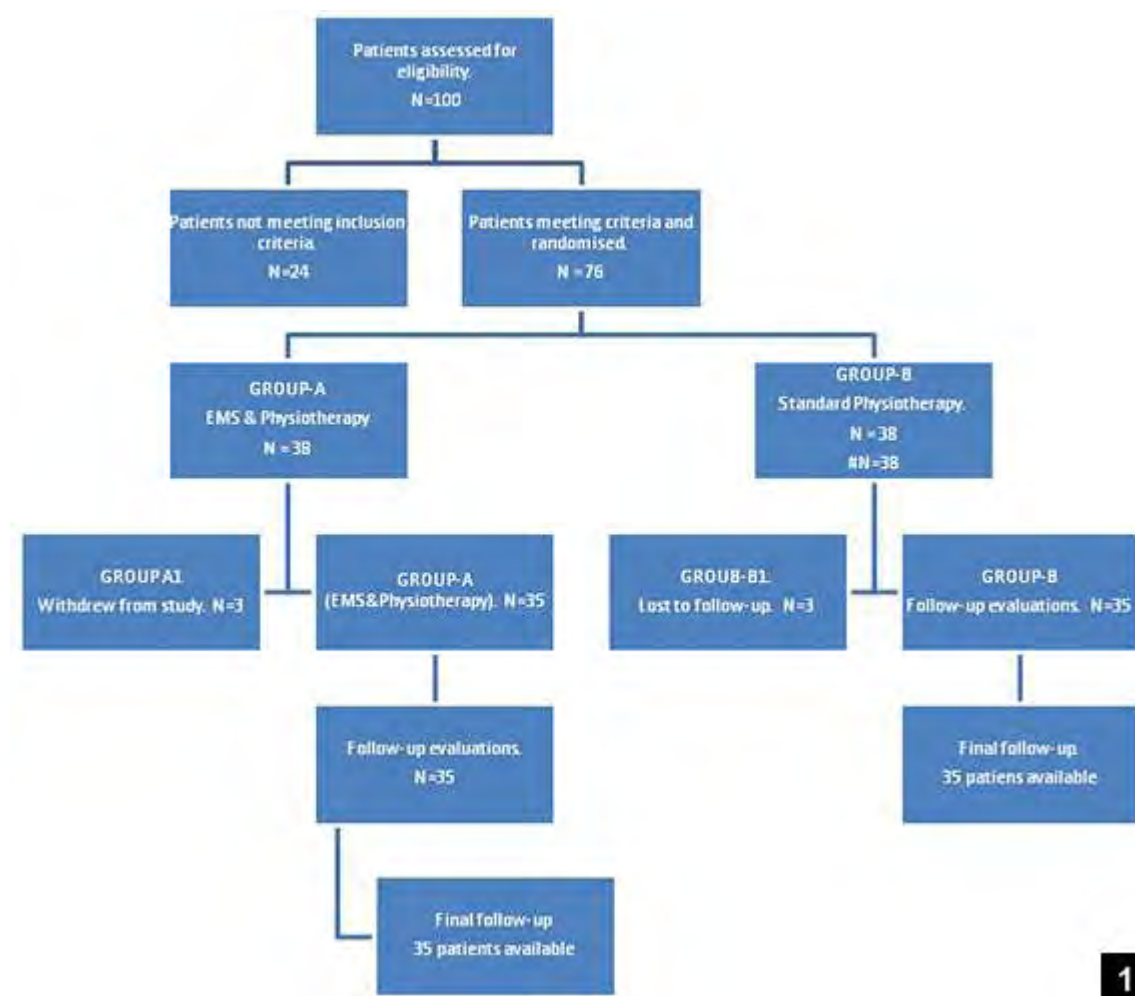 Patients assessed for
eligibility.
N=100
Patients not meeting inclusion
criteria.
N=24
Patients meeting criteria and
randomised.
N = 76
GROUP-A
EMS & Physiotherapy
N = 38
GROUP-B
Standard Physiotherapy.
N = 38
#N=38
GROUP A1
Withdrew from study. N=3
GROUP-A
(EMS&Physiotherapy). N=35
GROUB-B1.
Lost to follow-up. N=3
GROUP-B
Follow-up evaluations. N=35
Follow-up evaluations.
N=35
Final follow-up.
35 patiens available
Final follow-up
35 patients available
1